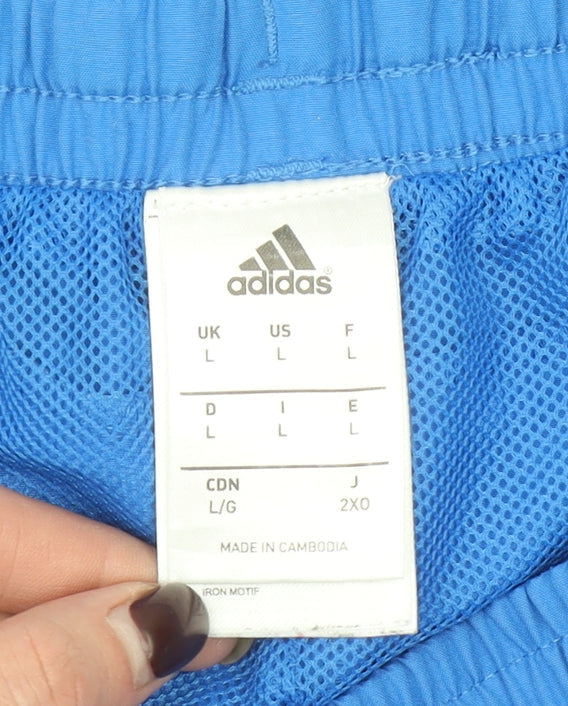 adidas®
UK US F
L L L
D I E
L L L
CDN J
L/G 2XO
MADE IN CAMBODIA
IRON MOTIF